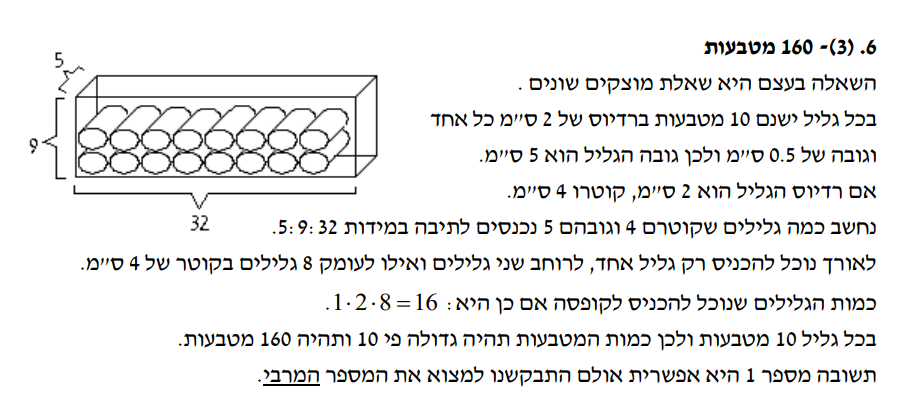 6. (3)- 160 מטבעות
השאלה בעצם היא שאלת מוצקים שונים .
בכל גליל ישנם 10 מטבעות ברדיוס של 2 ס״מ כל אחד
וגובה של 0.5 ס״מ ולכן גובה הגליל הוא 5 ס״מ.
אם רדיוס הגליל הוא 2 ס״מ, קוטרו 4 ס״מ.
נחשב כמה גלילים שקוטרם 4 וגובהם 5 נכנסים לתיבה במידות 5:9:32.
לאורך נוכל להכניס רק גליל אחד, לרוחב שני גלילים ואילו לעומק 8 גלילים בקוטר של 4 ס״מ.
כמות הגלילים שנוכל להכניס לקופסה אם כן היא: 1·2·8=16.
בכל גליל 10 מטבעות ולכן כמות המטבעות תהיה גדולה פי 10 ותהיה 160 מטבעות.
תשובה מספר 1 היא אפשרית אולם התבקשנו למצוא את המספר המרבי.
5
9
32